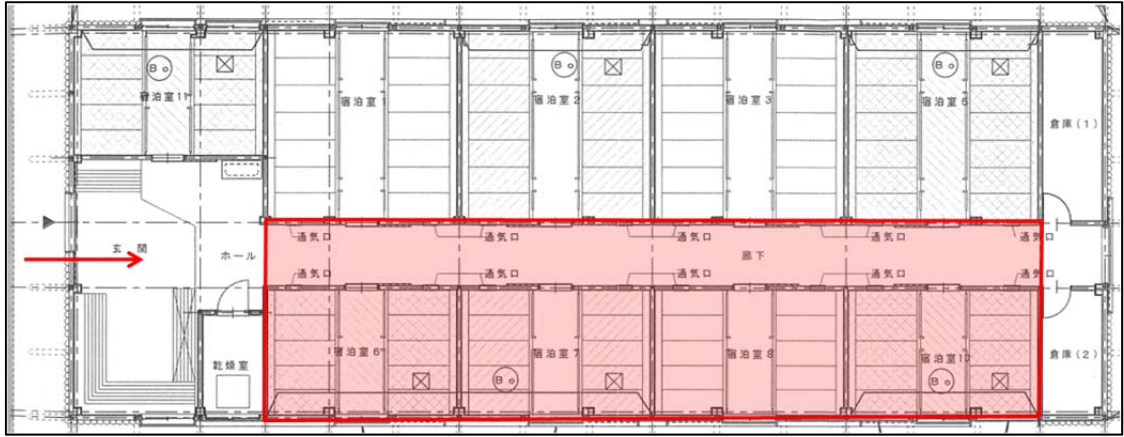 宿泊室11
宿泊室1
宿泊室2
宿泊室3
宿泊室5
倉庫(1)
B
B
B
通気口
通気口
通気口
通気口
通気口
玄関
ホール
廊下
通気口
通気口
通気口
通気口
通気口
乾燥室
宿泊室6
宿泊室7
宿泊室8
宿泊室10
倉庫(2)
B
B